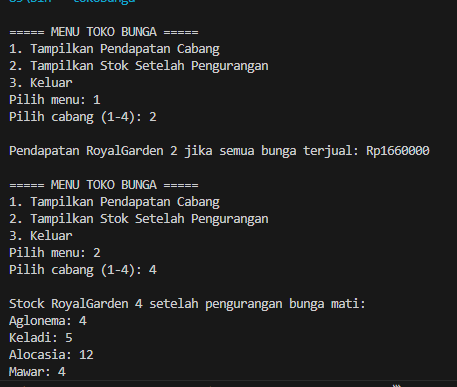 ===== MENU TOKO BUNGA =====
1. Tampilkan Pendapatan Cabang
2. Tampilkan Stok Setelah Pengurangan
3. Keluar
Pilih menu: 1
Pilih cabang (1-4): 2
Pendapatan RoyalGarden 2 jika semua bunga terjual: Rp1660000
===== MENU TOKO BUNGA =====
1. Tampilkan Pendapatan Cabang
2. Tampilkan Stok Setelah Pengurangan
3. Keluar
Pilih menu: 2
Pilih cabang (1-4): 4
Stock RoyalGarden 4 setelah pengurangan bunga mati:
Aglonema: 4
Keladi: 5
Alocasia: 12
Mawar: 4